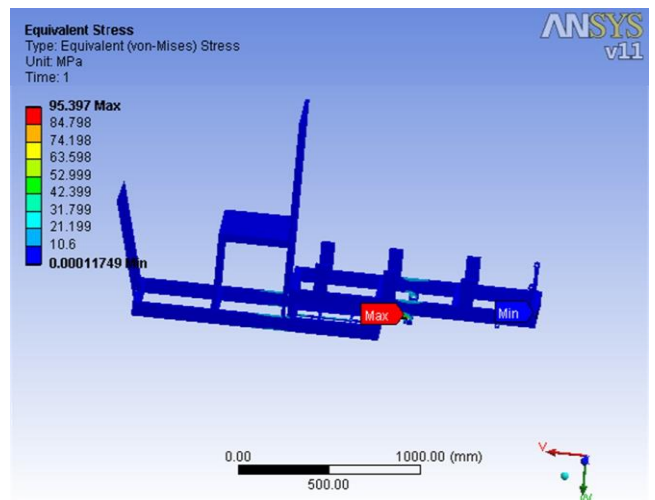 Equivalent Stress
Type: Equivalent (von-Mises) Stress
Unit: MPa
Time: 1
ANSYS
v11
95.397 Max
84.798
74.198
63.598
52.999
42.399
31.799
21.199
10.6
0.00011749 Min
Max
Min
0.00
1000.00 (mm)
500.00